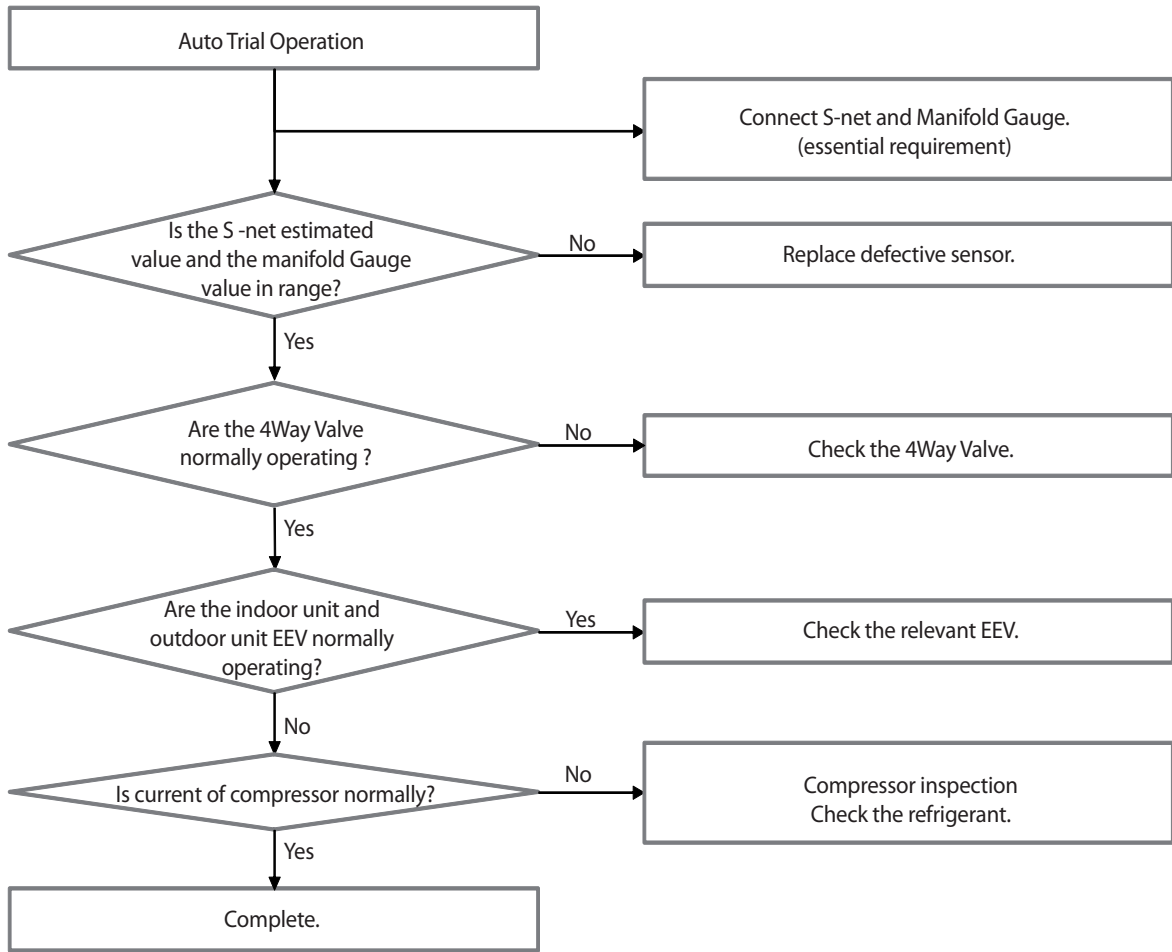 Auto Trial Operation
Connect S-net and Manifold Gauge.
(essential requirement)
Is the S -net estimated
value and the manifold Gauge
value in range?
No
Replace defective sensor.
Yes
Are the 4Way Valve
normally operating ?
No
Check the 4Way Valve.
Yes
Are the indoor unit and
outdoor unit EEV normally
operating?
Yes
Check the relevant EEV.
No
Is current of compressor normally?
No
Compressor inspection
Check the refrigerant.
Yes
Complete.